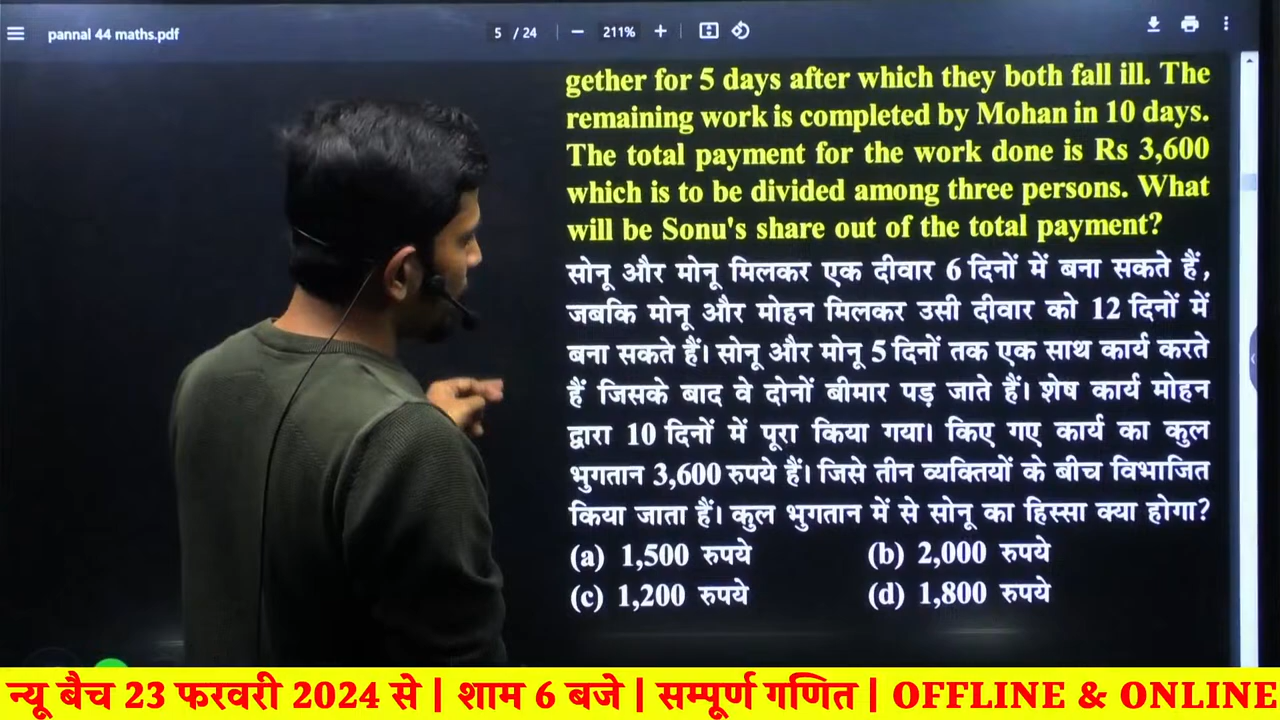 pannal 44 maths.pdf
5 / 24
211%
gether for 5 days after which they both fall ill. The
remaining work is completed by Mohan in 10 days.
The total payment for the work done is Rs 3,600
which is to be divided among three persons. What
will be Sonu's share out of the total payment?
सोनू और मोनू मिलकर एक दीवार 6 दिनों में बना सकते हैं,
जबकि मोनू और मोहन मिलकर उसी दीवार को 12 दिनों में
बना सकते हैं। सोनू और मोनू 5 दिनों तक एक साथ कार्य करते
हैं जिसके बाद वे दोनों बीमार पड़ जाते हैं। शेष कार्य मोहन
द्वारा 10 दिनों में पूरा किया गया। किए गए कार्य का कुल
भुगतान 3,600 रुपये हैं। जिसे तीन व्यक्तियों के बीच विभाजित
किया जाता हैं। कुल भुगतान में से सोनू का हिस्सा क्या होगा?
(a) 1,500 रुपये (b) 2,000 रुपये
(c) 1,200 रुपये (d) 1,800 रुपये
न्यू बैच 23 फरवरी 2024 से | शाम 6 बजे | सम्पूर्ण गणित | OFFLINE & ONLINE